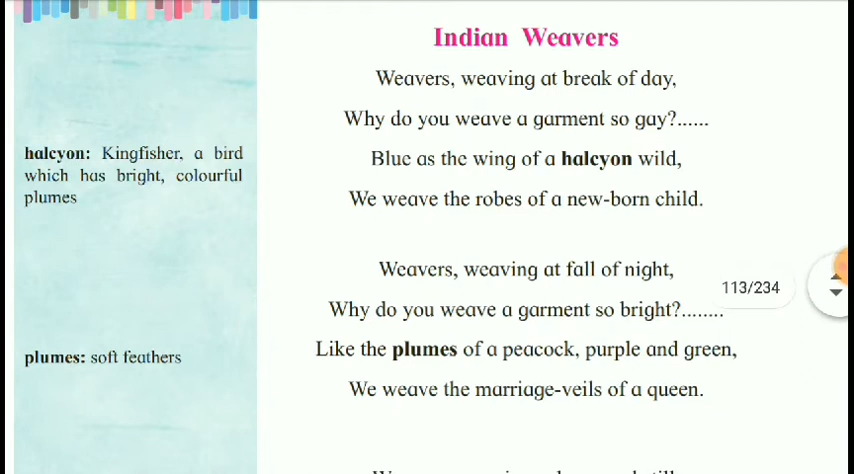 Indian Weavers
Weavers, weaving at break of day,
Why do you weave a garment so gay?......
halcyon: Kingfisher, a bird
which has bright, colourful
plumes
Blue as the wing of a halcyon wild,
We weave the robes of a new-born child.
Weavers, weaving at fall of night,
113/234
Why do you weave a garment so bright?........
plumes: soft feathers
Like the plumes of a peacock, purple and green,
We weave the marriage-veils of a queen.